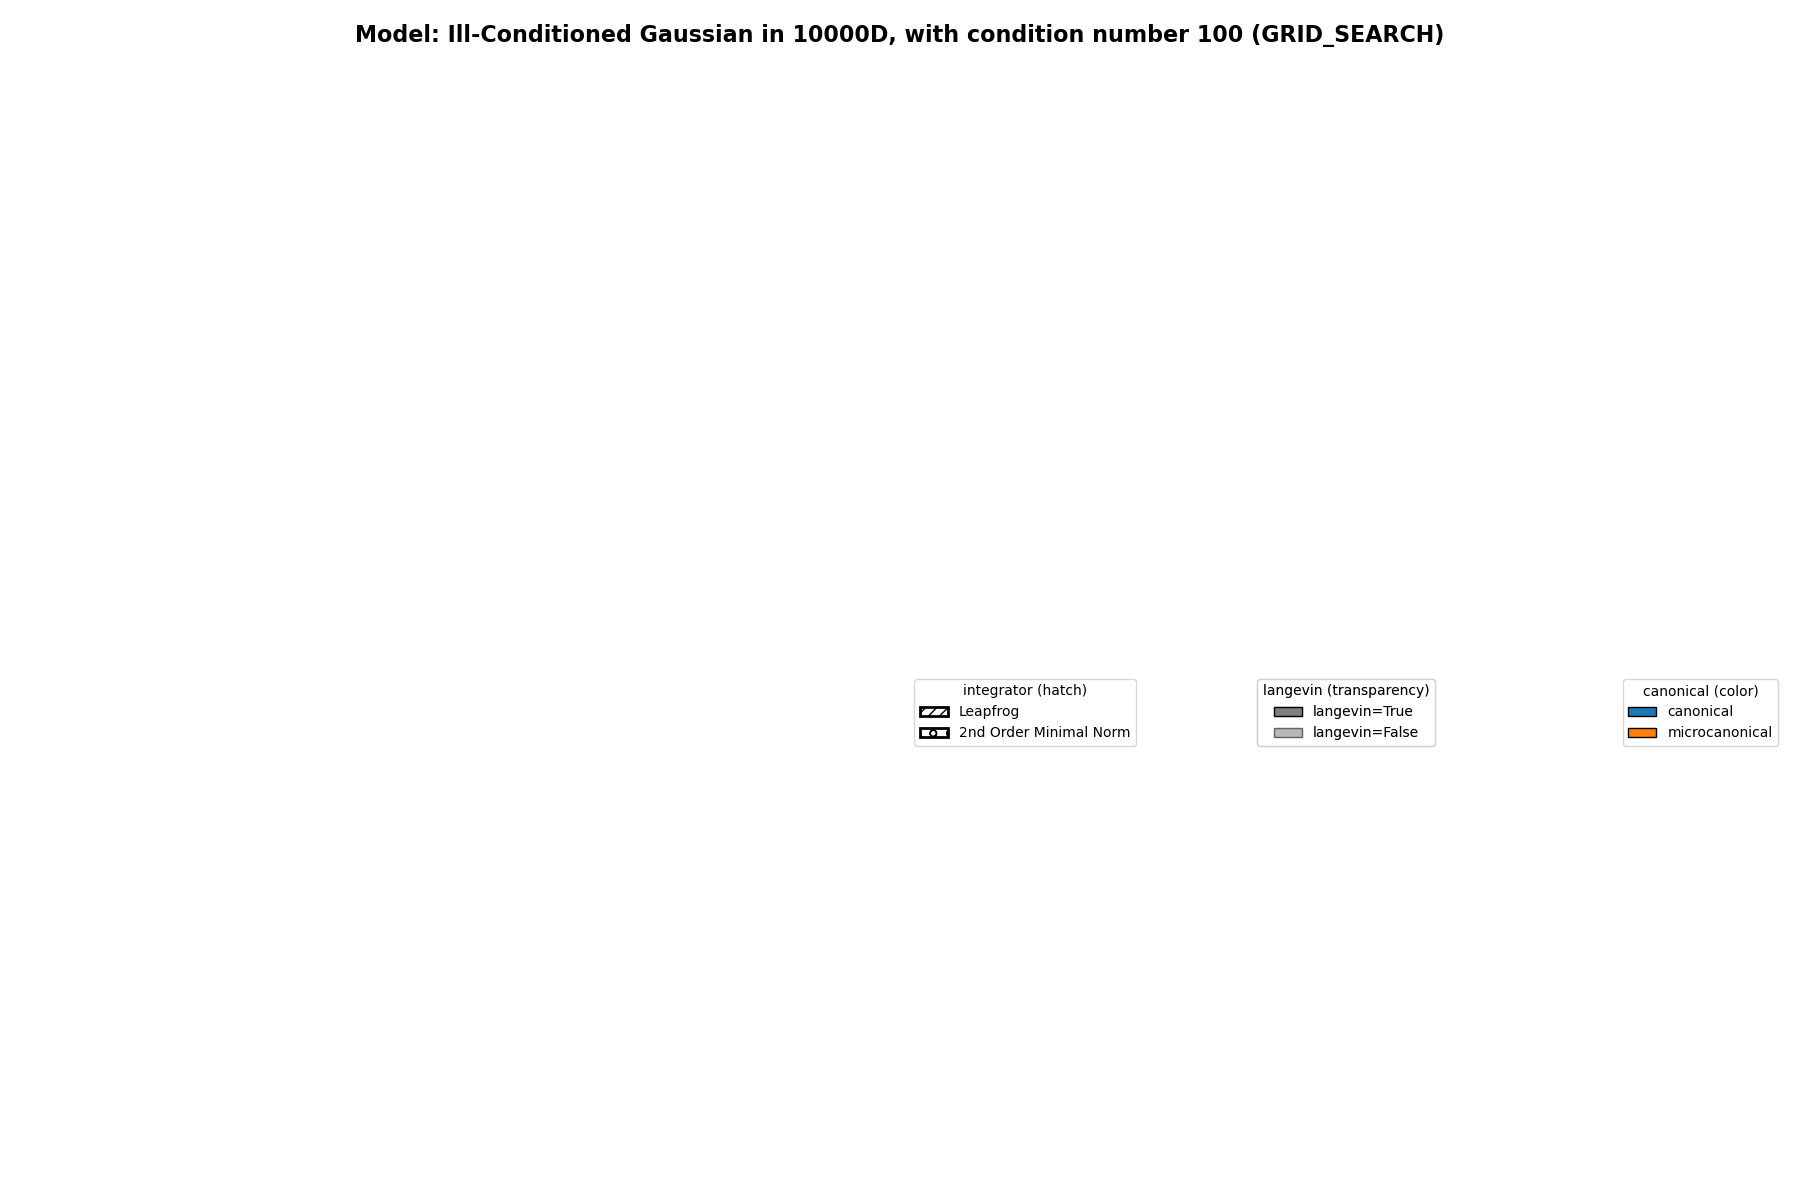 Model: Ill-Conditioned Gaussian in 10000D, with condition number 100 (GRID_SEARCH)
integrator (hatch)
Leapfrog
2nd Order Minimal Norm
langevin (transparency)
langevin=True
langevin=False
canonical (color)
canonical
microcanonical